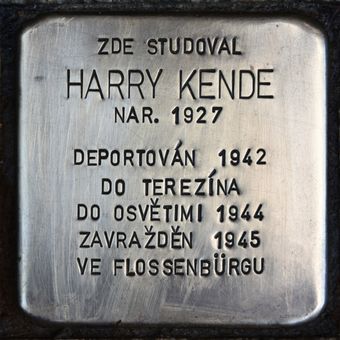 ZDE STUDOVAL
HARRY KENDE
NAR. 1927
DEPORTOVÁN 1942
DO TEREZÍNA
DO OSVĚTIMI 1944
ZAVRAŽDĚN 1945
VE FLOSSENBÜRGU